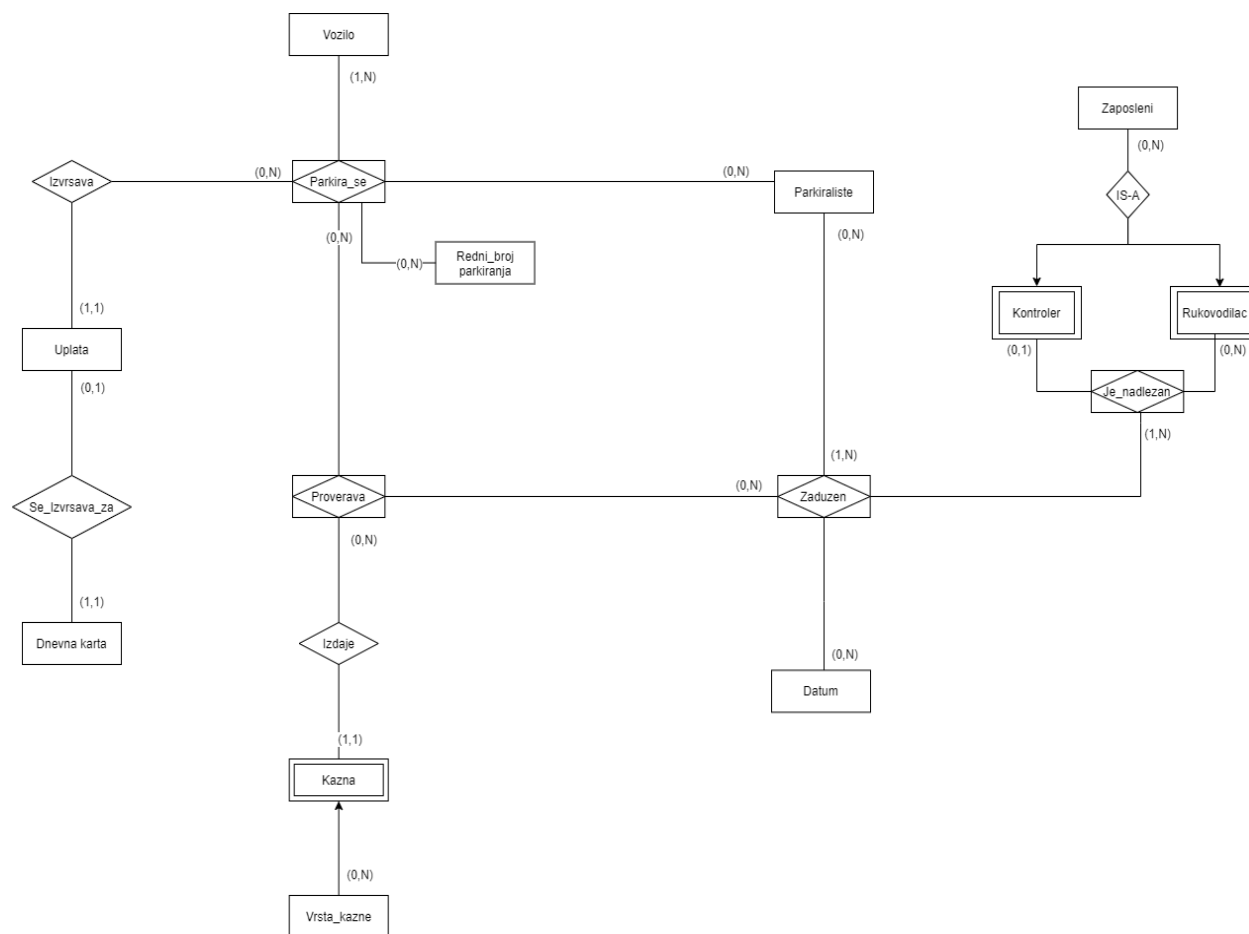 Vozilo
(1,N)
Zaposleni
(0,N)
Izvrsava
(0,N)
Parkira_se
(0,N)
Parkiraliste
IS-A
(0,N)
(0,N)
(0,N)
Redni_broj
parkiranja
(1,1)
Kontroler
Rukovodilac
Uplata
(0,1)
(0,N)
(0,1)
Je_nadlezan
(1,N)
(1,N)
(0,N)
Proverava
Zaduzen
Se_Izvrsava_za
(0,N)
(1,1)
Dnevna karta
Izdaje
(0,N)
Datum
(1,1)
Kazna
(0,N)
Vrsta_kazne